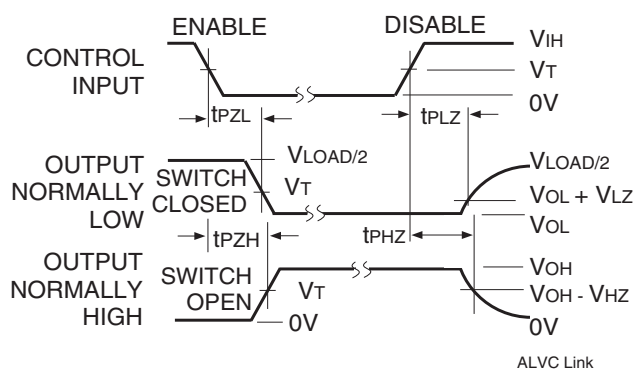 ENABLE
DISABLE
CONTROL
INPUT
VIH
VT
0V
tPZL
tPLZ
OUTPUT
NORMALLY
LOW
SWITCH
CLOSED
VLOAD/2
VT
VLOAD/2
VOL + VLZ
VOL
tPZH
tPHZ
OUTPUT
NORMALLY
HIGH
SWITCH
OPEN
VT
0V
VOH
VOH - VHZ
0V
ALVC Link